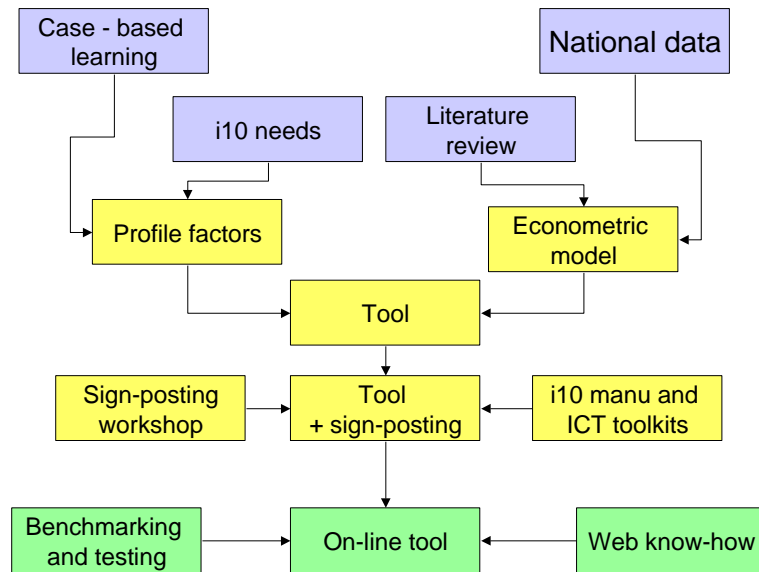 Case - based
learning
National data
i10 needs
Literature
review
Profile factors
Econometric
model
Tool
Sign-posting
workshop
Tool
+ sign-posting
i10 manu and
ICT toolkits
Benchmarking
and testing
On-line tool
Web know-how